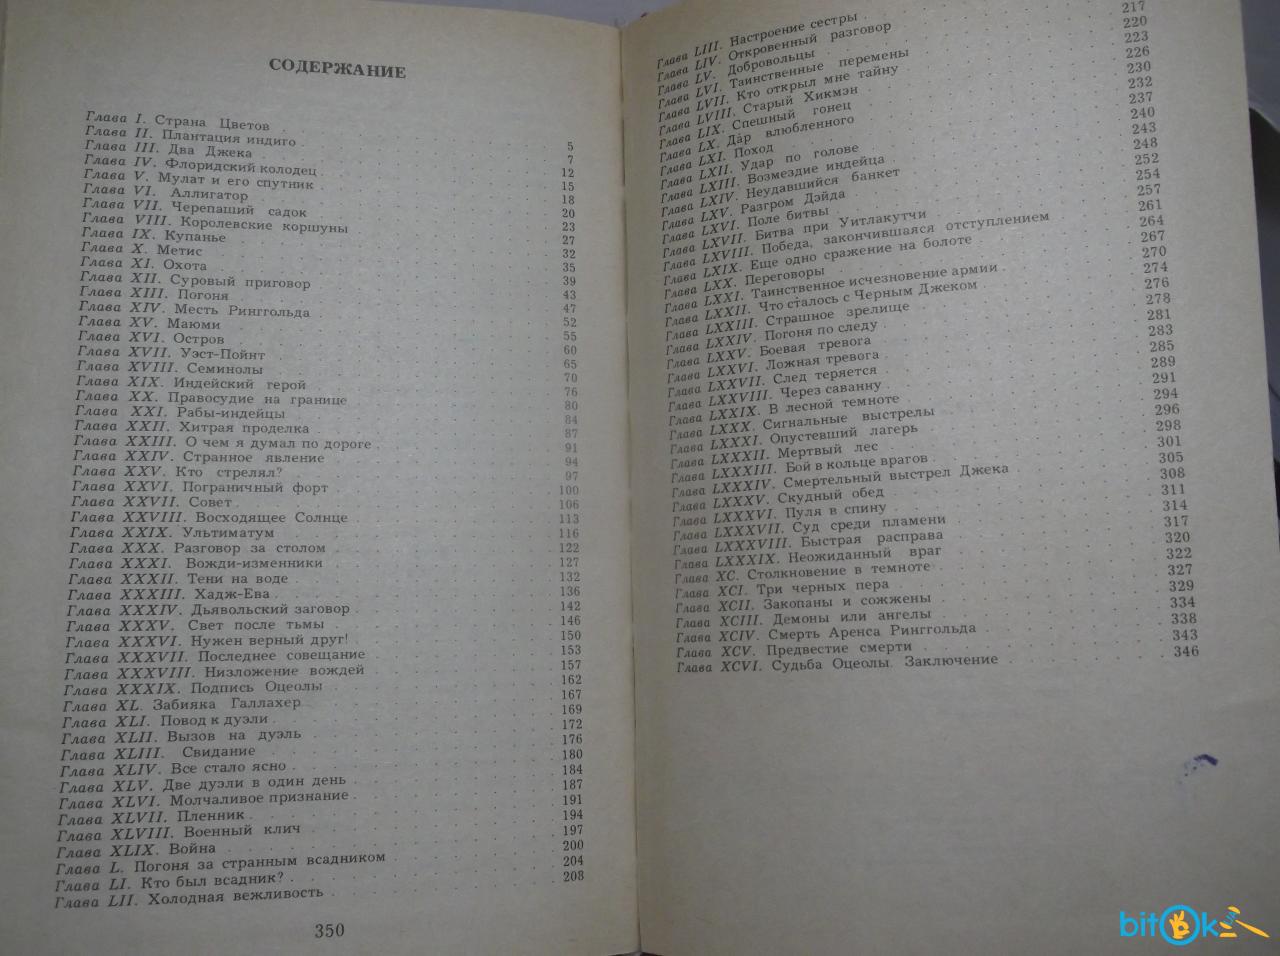 СОДЕРЖАНИЕ
Глава I. Страна Цветов 5
Глава II. Плантация индиго 7
Глава III. Два Джека 12
Глава IV. Флоридский колодец 15
Глава V. Мулат и его спутник 18
Глава VI. Аллигатор 20
Глава VII. Черепаший садок 23
Глава VIII. Королевские коршуны 27
Глава IX. Купанье 32
Глава X. Метис 35
Глава XI. Охота 39
Глава XII. Суровый приговор 43
Глава XIII. Погоня 47
Глава XIV. Месть Ринггольда 52
Глава XV. Маюми 55
Глава XVI. Остров 60
Глава XVII. Уэст-Пойнт 65
Глава XVIII. Семинолы 70
Глава XIX. Индейский герой 76
Глава XX. Правосудие на границе 80
Глава XXI. Рабы-индейцы 84
Глава XXII. Хитрая проделка 87
Глава XXIII. О чем я думал по дороге 91
Глава XXIV. Странное явление 94
Глава XXV. Кто стрелял? 97
Глава XXVI. Пограничный форт 100
Глава XXVII. Совет 106
Глава XXVIII. Восходящее Солнце 113
Глава XXIX. Ультиматум 116
Глава XXX. Разговор за столом 122
Глава XXXI. Вожди-изменники 127
Глава XXXII. Тени на воде 132
Глава XXXIII. Хадж-Ева 136
Глава XXXIV. Дьявольский заговор 142
Глава XXXV. Свет после тьмы 146
Глава XXXVI. Нужен верный друг! 150
Глава XXXVII. Последнее совещание 153
Глава XXXVIII. Низложение вождей 157
Глава XXXIX. Подпись Оцеолы 162
Глава XL. Забияка Галлахер 167
Глава XLI. Повод к дуэли 169
Глава XLII. Вызов на дуэль 172
Глава XLIII. Свидание 176
Глава XLIV. Все стало ясно 180
Глава XLV. Две дуэли в один день 184
Глава XLVI. Молчаливое признание 187
Глава XLVII. Пленник 191
Глава XLVIII. Военный клич 194
Глава XLIX. Война 197
Глава L. Погоня за странным всадником 200
Глава LI. Кто был всадник? 204
Глава LII. Холодная вежливость 208
350
Глава LIII. Настроение сестры
Глава LIV. Откровенный разговор
Глава LV. Добровольцы 217
Глава LVI. Таинственные перемены 220
Глава LVII. Кто открыл мне тайну 223
Глава LVIII. Старый Хикмэн 226
Глава LIX. Спешный гонец 230
Глава LX. Дар влюбленного 232
Глава LXI. Поход 237
Глава LXII. Удар по голове 240
Глава LXIII. Возмездие индейца 243
Глава LXIV. Неудавшийся банкет 248
Глава LXV. Разгром Дэйда 252
Глава LXVI. Поле битвы 254
Глава LXVII. Битва при Уитлакутчи 257
Глава LXVIII. Победа, закончившаяся отступлением 261
Глава LXIX. Еще одно сражение на болоте 264
Глава LXX. Переговоры 267
Глава LXXI. Таинственное исчезновение армии 270
Глава LXXII. Что сталось с Черным Джеком 274
Глава LXXIII. Страшное зрелище 276
Глава LXXIV. Погоня по следу 278
Глава LXXV. Боевая тревога 281
Глава LXXVI. Ложная тревога 283
Глава LXXVII. След теряется 285
Глава LXXVIII. Через саванну 289
Глава LXXIX. В лесной темноте 291
Глава LXXX. Сигнальные выстрелы 294
Глава LXXXI. Опустевший лагерь 296
Глава LXXXII. Мертвый лес 298
Глава LXXXIII. Бой в кольце врагов 301
Глава LXXXIV. Смертельный выстрел Джека 305
Глава LXXXV. Скудный обед 308
Глава LXXXVI. Пуля в спину 311
Глава LXXXVII. Суд среди пламени 314
Глава LXXXVIII. Быстрая расправа 317
Глава LXXXIX. Неожиданный враг 320
Глава XC. Столкновение в темноте 322
Глава XCI. Три черных пера 327
Глава XCII. Закопаны и сожжены 329
Глава XCIII. Демоны или ангелы 334
Глава XCIV. Смерть Аренса Ринггольда 338
Глава XCV. Предвестие смерти 343
Глава XCVI. Судьба Оцеолы. Заключение 346